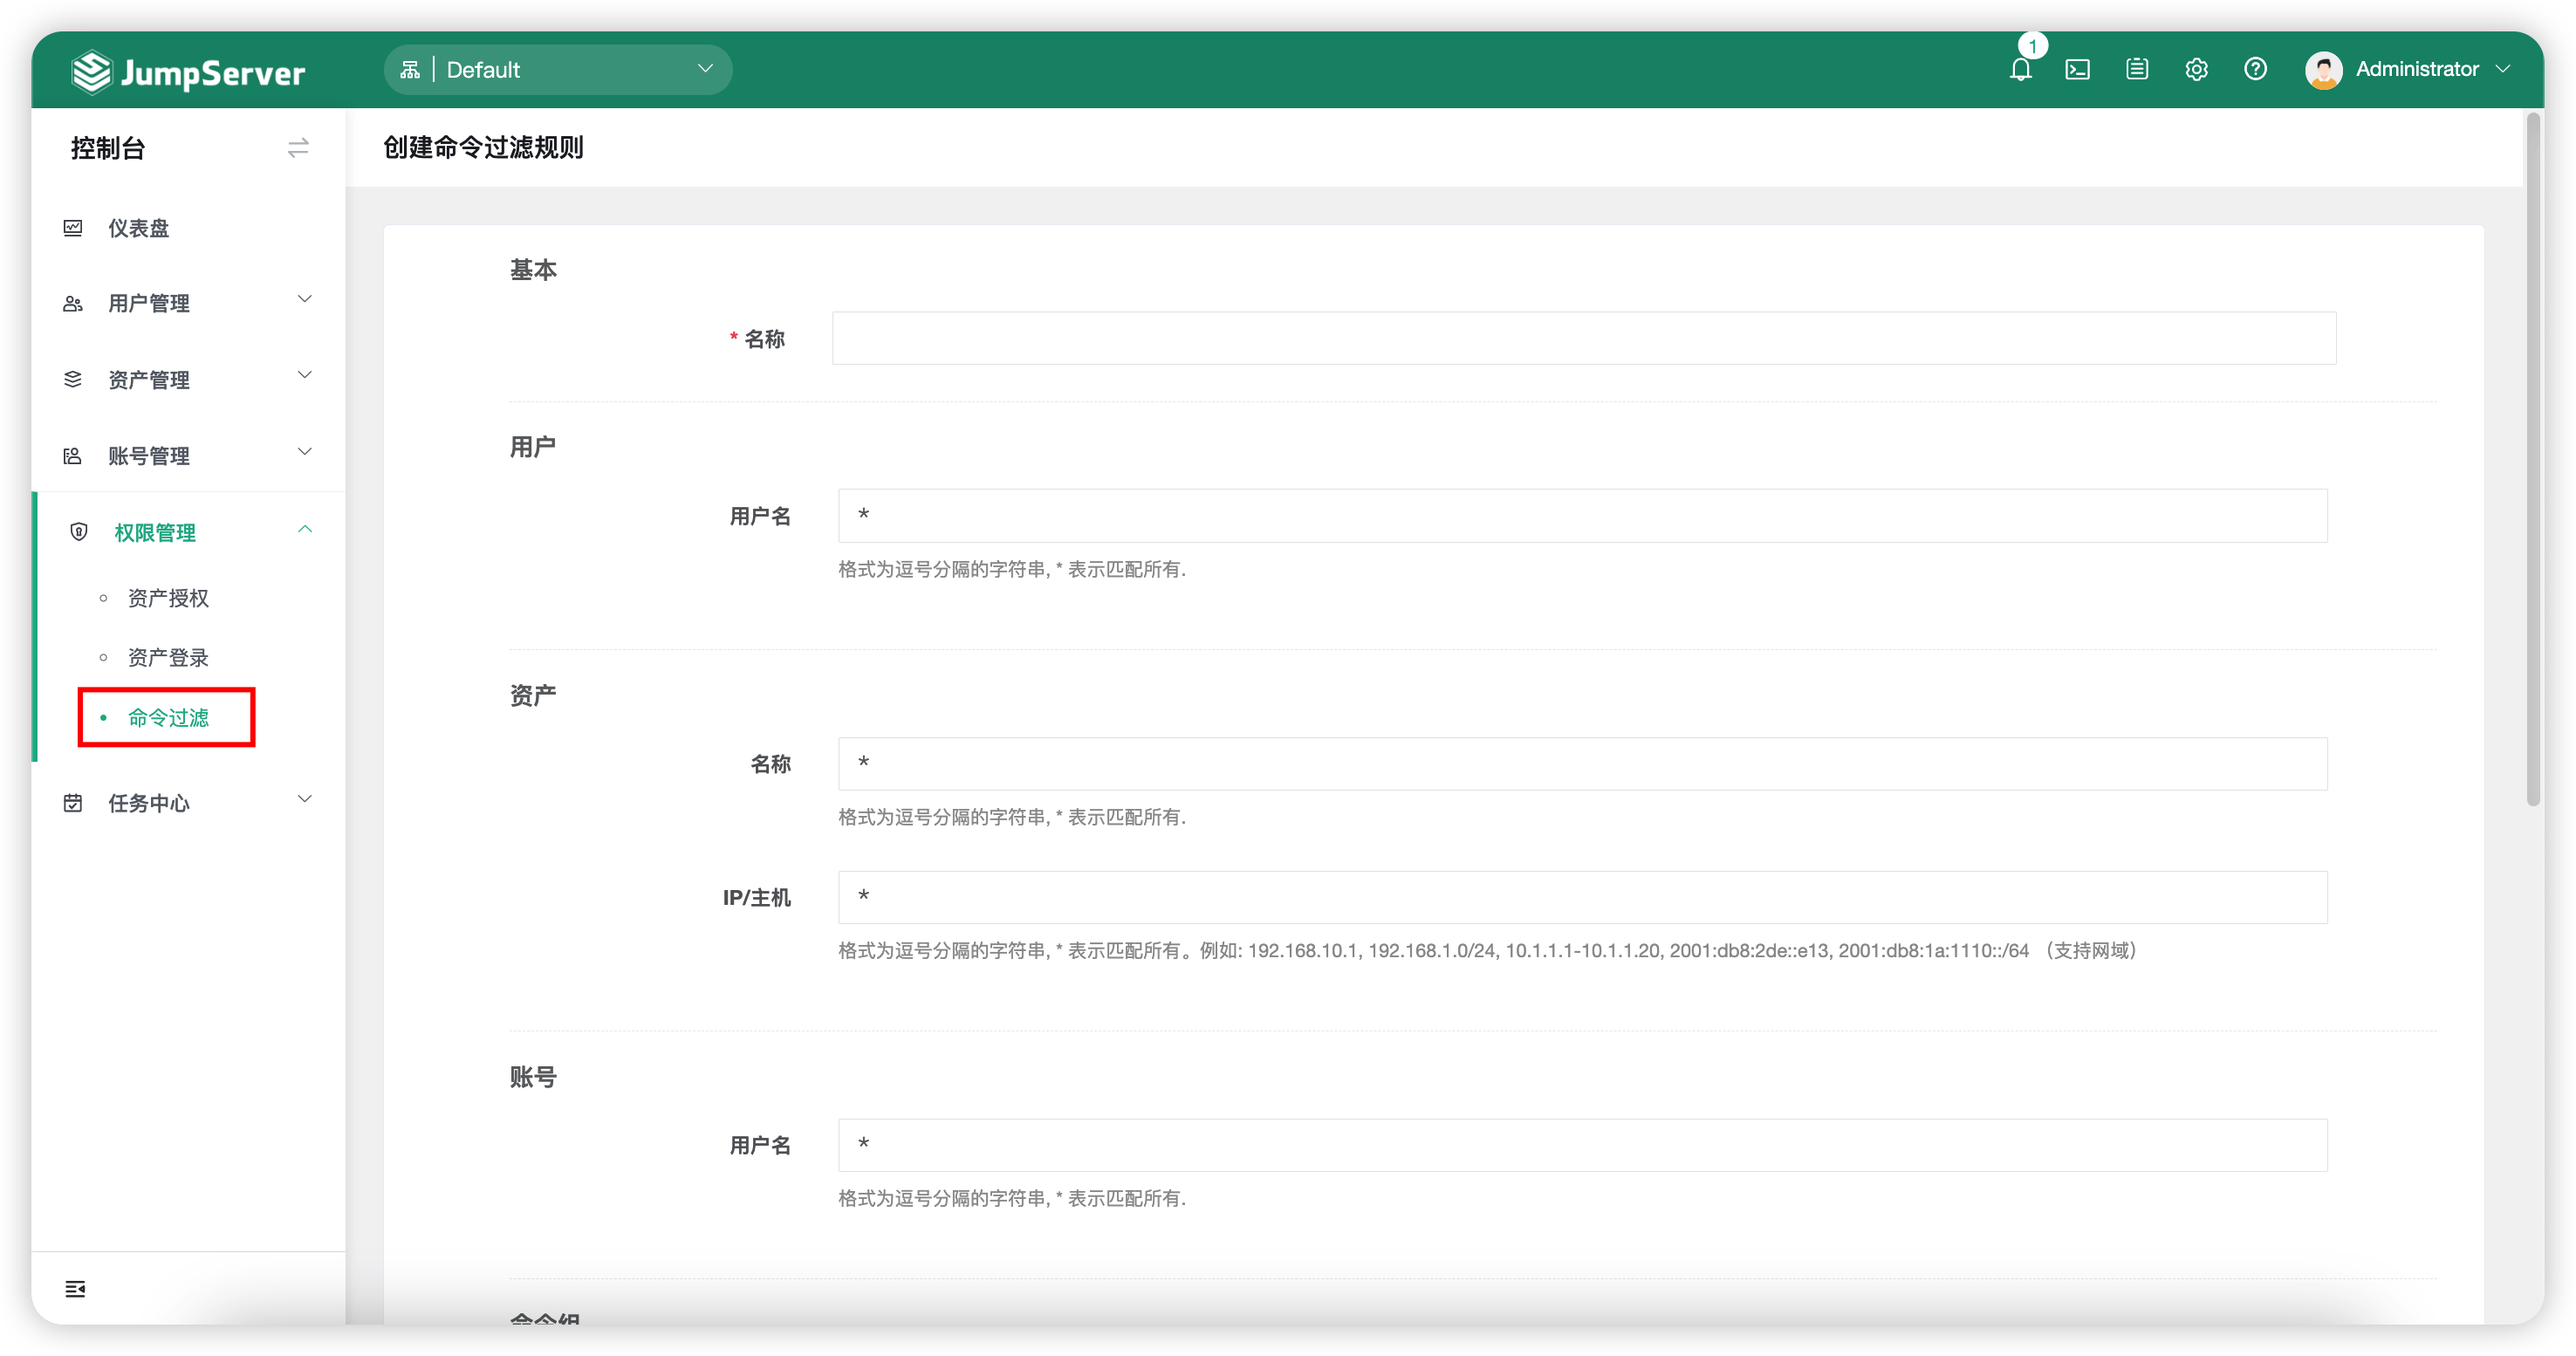 JumpServer
Default
1
Administrator
控制台
创建命令过滤规则
仪表盘
用户管理
资产管理
账号管理
权限管理
资产授权
资产登录
命令过滤
任务中心
基本
* 名称
用户
用户名
*
格式为逗号分隔的字符串, * 表示匹配所有.
资产
名称
*
格式为逗号分隔的字符串, * 表示匹配所有.
IP/主机
*
格式为逗号分隔的字符串, * 表示匹配所有。例如: 192.168.10.1, 192.168.1.0/24, 10.1.1.1-10.1.1.20, 2001:db8:2de::e13, 2001:db8:1a:1110::/64 （支持网域）
账号
用户名
*
格式为逗号分隔的字符串, * 表示匹配所有.
命令组